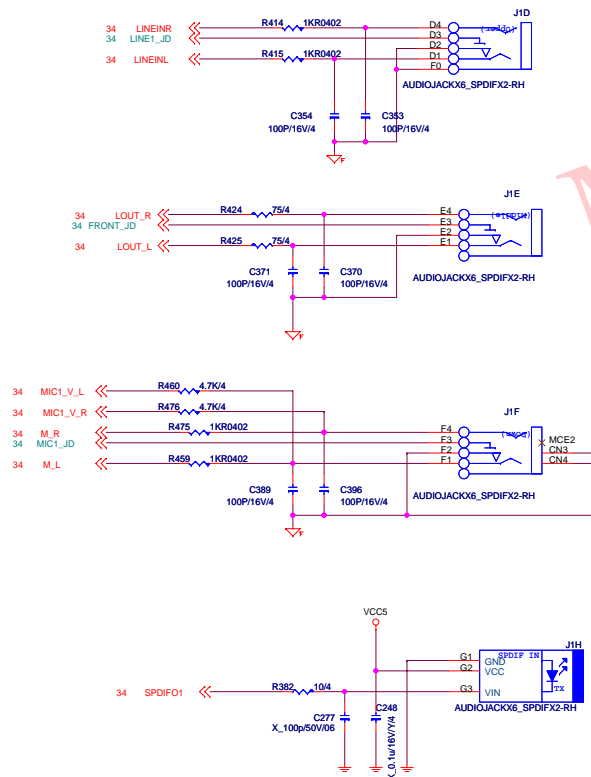 J1D
34 LINEINR R414 1KR0402 D4
34 LINE1_JD D3
D2
34 LINEINL R415 1KR0402 D1
F0
(Upper)
AUDIOJACKX6_SPDIFX2-RH
C354 C353
100P/16V/4 100P/16V/4
F
J1E
34 LOUT_R R424 75/4 E4
34 FRONT_JD E3
E2
34 LOUT_L R425 75/4 E1
AUDIOJACKX6_SPDIFX2-RH
C371 C370
100P/16V/4 100P/16V/4
F
34 MIC1_V_L R460 4.7K/4
34 MIC1_V_R R476 4.7K/4
J1F
34 M_R R475 1KR0402 F4
34 MIC1_JD F3
F2
34 M_L R459 1KR0402 F1
MCE2
CN3
CN4
AUDIOJACKX6_SPDIFX2-RH
C389 C396
100P/16V/4 100P/16V/4
F
VCC5
J1H
SPDIF IN
G1 GND
G2 VCC
34 SPDIFO1 R382 10/4 G3 VIN
TX
AUDIOJACKX6_SPDIFX2-RH
C277 C248
X_100p/50V/06
_0.1u/16V/Y/4